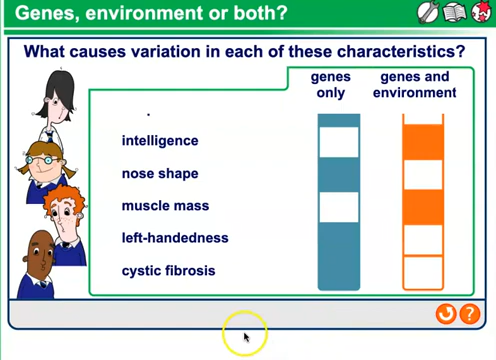 Genes, environment or both?
What causes variation in each of these characteristics?
genes only
genes and environment
intelligence
nose shape
muscle mass
left-handedness
cystic fibrosis
?